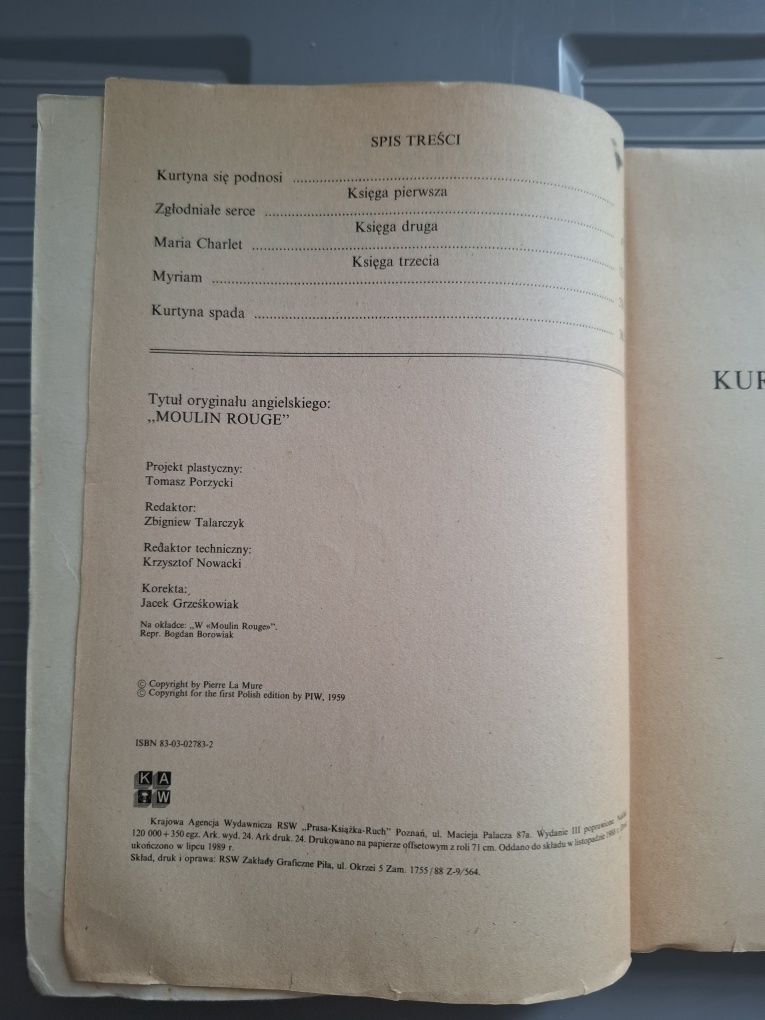 SPIS TREŚCI
Kurtyna się podnosi
Księga pierwsza
Zgłodniałe serce
Księga druga
Maria Charlet
Księga trzecia
Myriam
Kurtyna spada
Tytuł oryginału angielskiego:
„MOULIN ROUGE”
Projekt plastyczny:
Tomasz Porzycki
Redaktor:
Zbigniew Talarczyk
Redaktor techniczny:
Krzysztof Nowacki
Korekta:
Jacek Grześkowiak
Na okładce: „W «Moulin Rouge»”.
Repr. Bogdan Borowiak
© Copyright by Pierre La Mure
© Copyright for the first Polish edition by PIW, 1959
ISBN 83-03-02783-2
K A
W
Krajowa Agencja Wydawnicza RSW „Prasa-Książka-Ruch” Poznań, ul. Macieja Palacza 87a. Wydanie III poprawione.
120 000 + 350 egz. Ark. wyd. 24. Ark druk. 24. Drukowano na papierze offsetowym z roli 71 cm. Oddano do składu w listopadzie 1988 r.
ukończono w lipcu 1989 r.
Skład, druk i oprawa: RSW Zakłady Graficzne Piła, ul. Okrzei 5 Zam. 1755/88 Z-9/564.
KUR